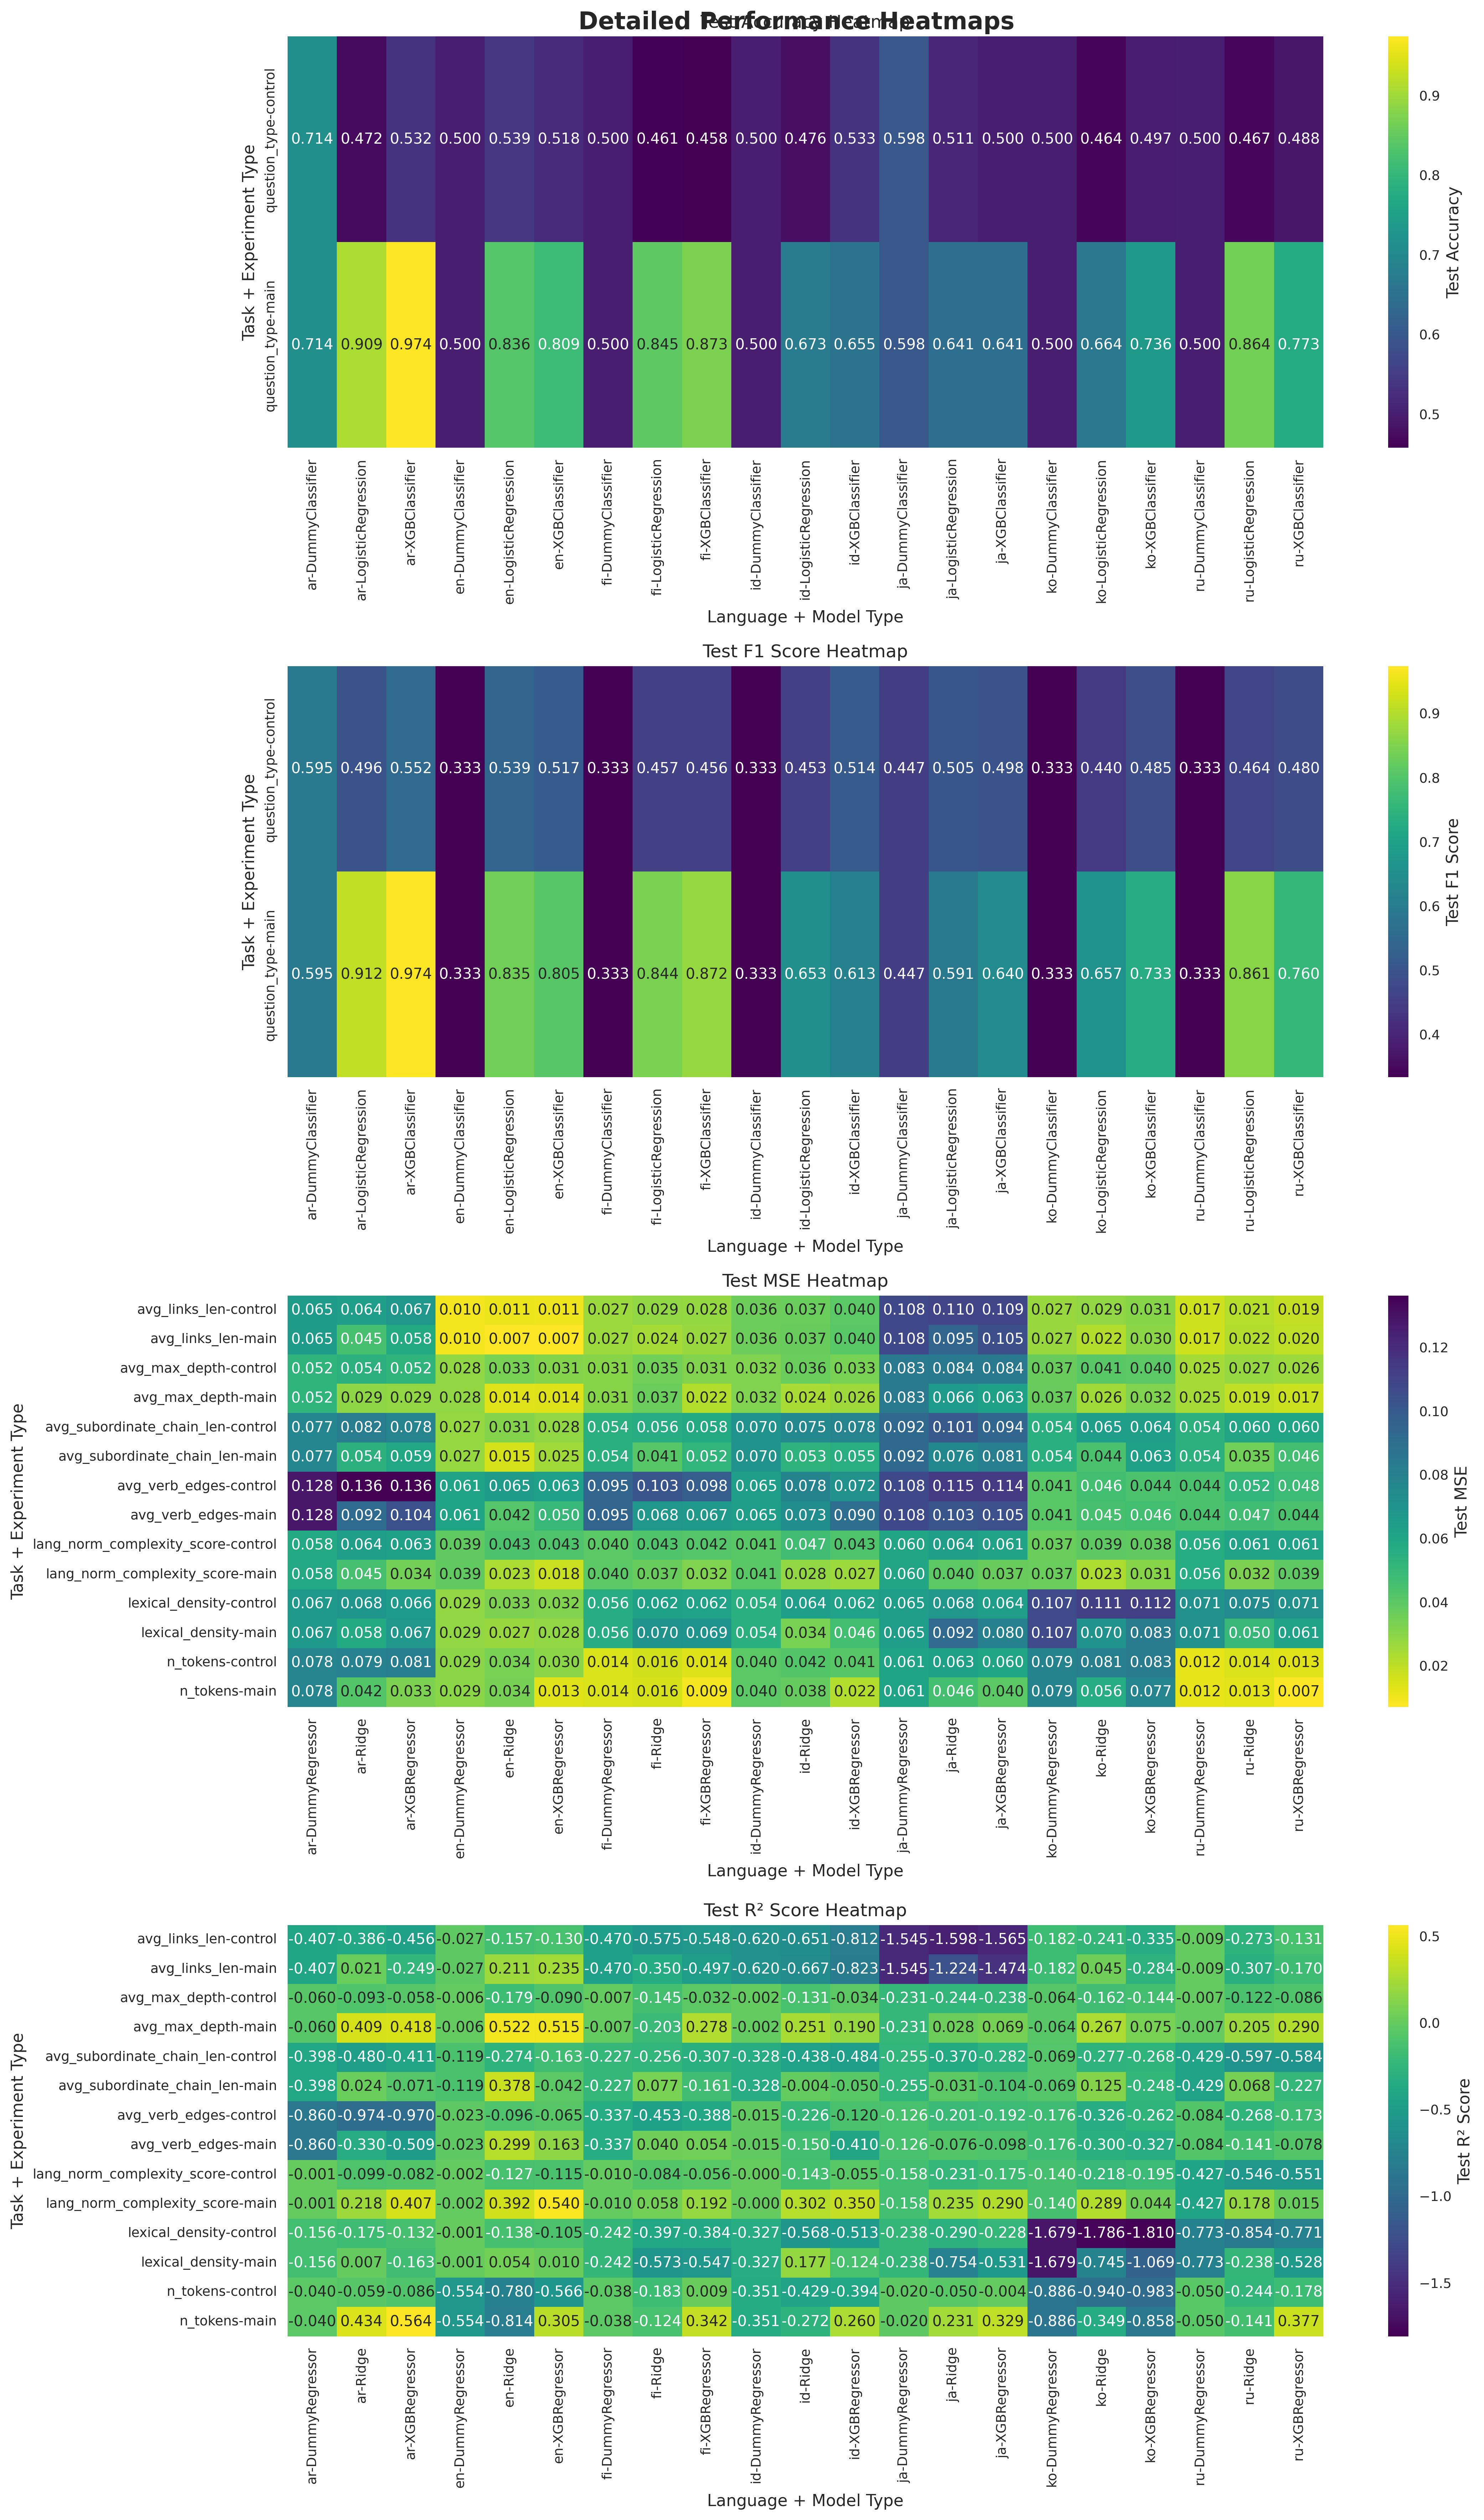 Detailed Performance Heatmaps
Test Accuracy Heatmap
Task + Experiment Type
question_type-control
0.714 0.472 0.532 0.500 0.539 0.518 0.500 0.461 0.458 0.500 0.476 0.533 0.598 0.511 0.500 0.500 0.464 0.497 0.500 0.467 0.488
question_type-main
0.714 0.909 0.974 0.500 0.836 0.809 0.500 0.845 0.873 0.500 0.673 0.655 0.598 0.641 0.641 0.500 0.664 0.736 0.500 0.864 0.773
ar-DummyClassifier
ar-LogisticRegression
ar-XGBClassifier
en-DummyClassifier
en-LogisticRegression
en-XGBClassifier
fi-DummyClassifier
fi-LogisticRegression
fi-XGBClassifier
id-DummyClassifier
id-LogisticRegression
id-XGBClassifier
ja-DummyClassifier
ja-LogisticRegression
ja-XGBClassifier
ko-DummyClassifier
ko-LogisticRegression
ko-XGBClassifier
ru-DummyClassifier
ru-LogisticRegression
ru-XGBClassifier
Language + Model Type
0.9
0.8
0.7
0.6
0.5
Test Accuracy
Test F1 Score Heatmap
Task + Experiment Type
question_type-control
0.595 0.496 0.552 0.333 0.539 0.517 0.333 0.457 0.456 0.333 0.453 0.514 0.447 0.505 0.498 0.333 0.440 0.485 0.333 0.464 0.480
question_type-main
0.595 0.912 0.974 0.333 0.835 0.805 0.333 0.844 0.872 0.333 0.653 0.613 0.447 0.591 0.640 0.333 0.657 0.733 0.333 0.861 0.760
ar-DummyClassifier
ar-LogisticRegression
ar-XGBClassifier
en-DummyClassifier
en-LogisticRegression
en-XGBClassifier
fi-DummyClassifier
fi-LogisticRegression
fi-XGBClassifier
id-DummyClassifier
id-LogisticRegression
id-XGBClassifier
ja-DummyClassifier
ja-LogisticRegression
ja-XGBClassifier
ko-DummyClassifier
ko-LogisticRegression
ko-XGBClassifier
ru-DummyClassifier
ru-LogisticRegression
ru-XGBClassifier
Language + Model Type
0.9
0.8
0.7
0.6
0.5
0.4
Test F1 Score
Test MSE Heatmap
Task + Experiment Type
avg_links_len-control 0.065 0.064 0.067 0.010 0.011 0.011 0.027 0.029 0.028 0.036 0.037 0.040 0.108 0.110 0.109 0.027 0.029 0.031 0.017 0.021 0.019
avg_links_len-main 0.065 0.045 0.058 0.010 0.007 0.007 0.027 0.024 0.027 0.036 0.037 0.040 0.108 0.095 0.105 0.027 0.022 0.030 0.017 0.022 0.020
avg_max_depth-control 0.052 0.054 0.052 0.028 0.033 0.031 0.031 0.035 0.031 0.032 0.036 0.033 0.083 0.084 0.084 0.037 0.041 0.040 0.025 0.027 0.026
avg_max_depth-main 0.052 0.029 0.029 0.028 0.014 0.014 0.031 0.037 0.022 0.032 0.024 0.026 0.083 0.066 0.063 0.037 0.026 0.032 0.025 0.019 0.017
avg_subordinate_chain_len-control 0.077 0.082 0.078 0.027 0.031 0.028 0.054 0.056 0.058 0.070 0.075 0.078 0.092 0.101 0.094 0.054 0.065 0.064 0.054 0.060 0.060
avg_subordinate_chain_len-main 0.077 0.054 0.059 0.027 0.015 0.025 0.054 0.041 0.052 0.070 0.053 0.055 0.092 0.076 0.081 0.054 0.044 0.063 0.054 0.035 0.046
avg_verb_edges-control 0.128 0.136 0.136 0.061 0.065 0.063 0.095 0.103 0.098 0.065 0.078 0.072 0.108 0.115 0.114 0.041 0.046 0.044 0.044 0.052 0.048
avg_verb_edges-main 0.128 0.092 0.104 0.061 0.042 0.050 0.095 0.068 0.067 0.065 0.073 0.090 0.108 0.103 0.105 0.041 0.045 0.046 0.044 0.047 0.044
lang_norm_complexity_score-control 0.058 0.064 0.063 0.039 0.043 0.043 0.040 0.043 0.042 0.041 0.047 0.043 0.060 0.064 0.061 0.037 0.039 0.038 0.056 0.061 0.061
lang_norm_complexity_score-main 0.058 0.045 0.034 0.039 0.023 0.018 0.040 0.037 0.032 0.041 0.028 0.027 0.060 0.040 0.037 0.037 0.023 0.031 0.056 0.032 0.039
lexical_density-control 0.067 0.068 0.066 0.029 0.033 0.032 0.056 0.062 0.062 0.054 0.064 0.062 0.065 0.068 0.064 0.107 0.111 0.112 0.071 0.075 0.071
lexical_density-main 0.067 0.058 0.067 0.029 0.027 0.028 0.056 0.070 0.069 0.054 0.034 0.046 0.065 0.092 0.080 0.107 0.070 0.083 0.071 0.050 0.061
n_tokens-control 0.078 0.079 0.081 0.029 0.034 0.030 0.014 0.016 0.014 0.040 0.042 0.041 0.061 0.063 0.060 0.079 0.081 0.083 0.012 0.014 0.013
n_tokens-main 0.078 0.042 0.033 0.029 0.034 0.013 0.014 0.016 0.009 0.040 0.038 0.022 0.061 0.046 0.040 0.079 0.056 0.077 0.012 0.013 0.007
ar-DummyRegressor
ar-Ridge
ar-XGBRegressor
en-DummyRegressor
en-Ridge
en-XGBRegressor
fi-DummyRegressor
fi-Ridge
fi-XGBRegressor
id-DummyRegressor
id-Ridge
id-XGBRegressor
ja-DummyRegressor
ja-Ridge
ja-XGBRegressor
ko-DummyRegressor
ko-Ridge
ko-XGBRegressor
ru-DummyRegressor
ru-Ridge
ru-XGBRegressor
Language + Model Type
0.12
0.10
0.08
0.06
0.04
0.02
Test MSE
Test R² Score Heatmap
Task + Experiment Type
avg_links_len-control -0.407 -0.386 -0.456 -0.027 -0.157 -0.130 -0.470 -0.575 -0.548 -0.620 -0.651 -0.812 -1.545 -1.598 -1.565 -0.182 -0.241 -0.335 -0.009 -0.273 -0.131
avg_links_len-main -0.407 0.021 -0.249 -0.027 0.211 0.235 -0.470 -0.350 -0.497 -0.620 -0.667 -0.823 -1.545 -1.224 -1.474 -0.182 0.045 -0.284 -0.009 -0.307 -0.170
avg_max_depth-control -0.060 -0.093 -0.058 -0.006 -0.179 -0.090 -0.007 -0.145 -0.032 -0.002 -0.131 -0.034 -0.231 -0.244 -0.238 -0.064 -0.162 -0.144 -0.007 -0.122 -0.086
avg_max_depth-main -0.060 0.409 0.418 -0.006 0.522 0.515 -0.007 -0.203 0.278 -0.002 0.251 0.190 -0.231 0.028 0.069 -0.064 0.267 0.075 -0.007 0.205 0.290
avg_subordinate_chain_len-control -0.398 -0.480 -0.411 -0.119 -0.274 -0.163 -0.227 -0.256 -0.307 -0.328 -0.438 -0.484 -0.255 -0.370 -0.282 -0.069 -0.277 -0.268 -0.429 -0.597 -0.584
avg_subordinate_chain_len-main -0.398 0.024 -0.071 -0.119 0.378 -0.042 -0.227 0.077 -0.161 -0.328 -0.004 -0.050 -0.255 -0.031 -0.104 -0.069 0.125 -0.248 -0.429 0.068 -0.227
avg_verb_edges-control -0.860 -0.974 -0.970 -0.023 -0.096 -0.065 -0.337 -0.453 -0.388 -0.015 -0.226 -0.120 -0.126 -0.201 -0.192 -0.176 -0.326 -0.262 -0.084 -0.268 -0.173
avg_verb_edges-main -0.860 -0.330 -0.509 -0.023 0.299 0.163 -0.337 0.040 0.054 -0.015 -0.150 -0.410 -0.126 -0.076 -0.098 -0.176 -0.300 -0.327 -0.084 -0.141 -0.078
lang_norm_complexity_score-control -0.001 -0.099 -0.082 -0.002 -0.127 -0.115 -0.010 -0.084 -0.056 -0.000 -0.143 -0.055 -0.158 -0.231 -0.175 -0.140 -0.218 -0.195 -0.427 -0.546 -0.551
lang_norm_complexity_score-main -0.001 0.218 0.407 -0.002 0.392 0.540 -0.010 0.058 0.192 -0.000 0.302 0.350 -0.158 0.235 0.290 -0.140 0.289 0.044 -0.427 0.178 0.015
lexical_density-control -0.156 -0.175 -0.132 -0.001 -0.138 -0.105 -0.242 -0.397 -0.384 -0.327 -0.568 -0.513 -0.238 -0.290 -0.228 -1.679 -1.786 -1.810 -0.773 -0.854 -0.771
lexical_density-main -0.156 0.007 -0.163 -0.001 0.054 0.010 -0.242 -0.573 -0.547 -0.327 0.177 -0.124 -0.238 -0.754 -0.531 -1.679 -0.745 -1.069 -0.773 -0.238 -0.528
n_tokens-control -0.040 -0.059 -0.086 -0.554 -0.780 -0.566 -0.038 -0.183 0.009 -0.351 -0.429 -0.394 -0.020 -0.050 -0.004 -0.886 -0.940 -0.983 -0.050 -0.244 -0.178
n_tokens-main -0.040 0.434 0.564 -0.554 -0.814 0.305 -0.038 -0.124 0.342 -0.351 -0.272 0.260 -0.020 0.231 0.329 -0.886 -0.349 -0.858 -0.050 -0.141 0.377
ar-DummyRegressor
ar-Ridge
ar-XGBRegressor
en-DummyRegressor
en-Ridge
en-XGBRegressor
fi-DummyRegressor
fi-Ridge
fi-XGBRegressor
id-DummyRegressor
id-Ridge
id-XGBRegressor
ja-DummyRegressor
ja-Ridge
ja-XGBRegressor
ko-DummyRegressor
ko-Ridge
ko-XGBRegressor
ru-DummyRegressor
ru-Ridge
ru-XGBRegressor
Language + Model Type
0.5
0.0
−0.5
−1.0
−1.5
Test R² Score